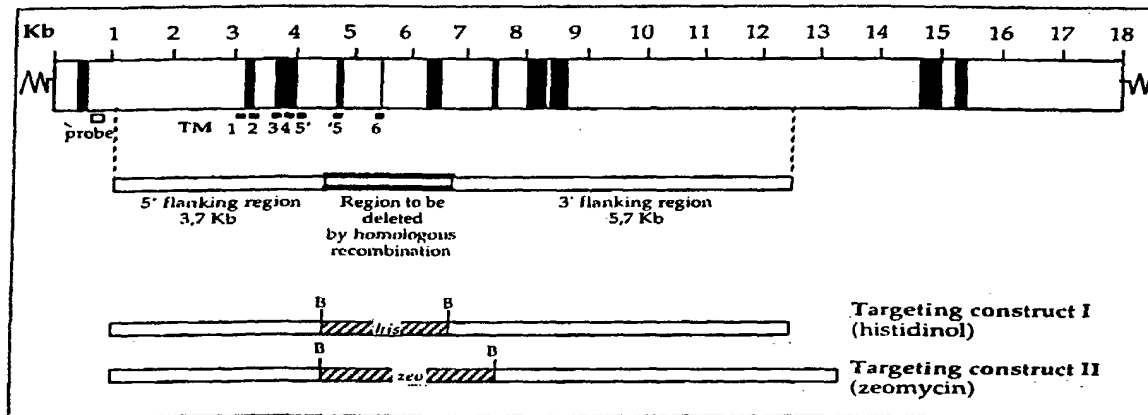 Kb 1 2 3 4 5 6 7 8 9 10 11 12 13 14 15 16 17 18
probe TM 1 2 3 4 5' '5 6
5' flanking region
3,7 Kb
Region to be
deleted
by homologous
recombination
3' flanking region
5,7 Kb
B B
his
Targeting construct I
(histidinol)
B B
zeo
Targeting construct II
(zeomycin)